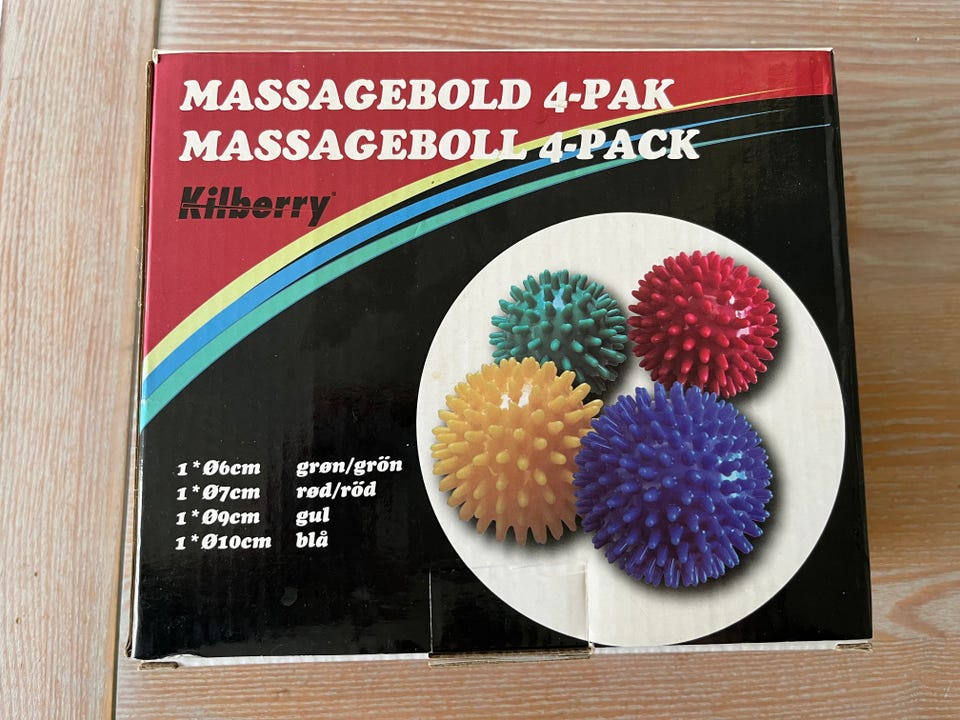 MASSAGEBOLD 4-PAK
MASSAGEBOLL 4-PACK
Kilberry®
1*Ø6cm grøn/grön
1*Ø7cm rød/röd
1*Ø9cm gul
1*Ø10cm blå